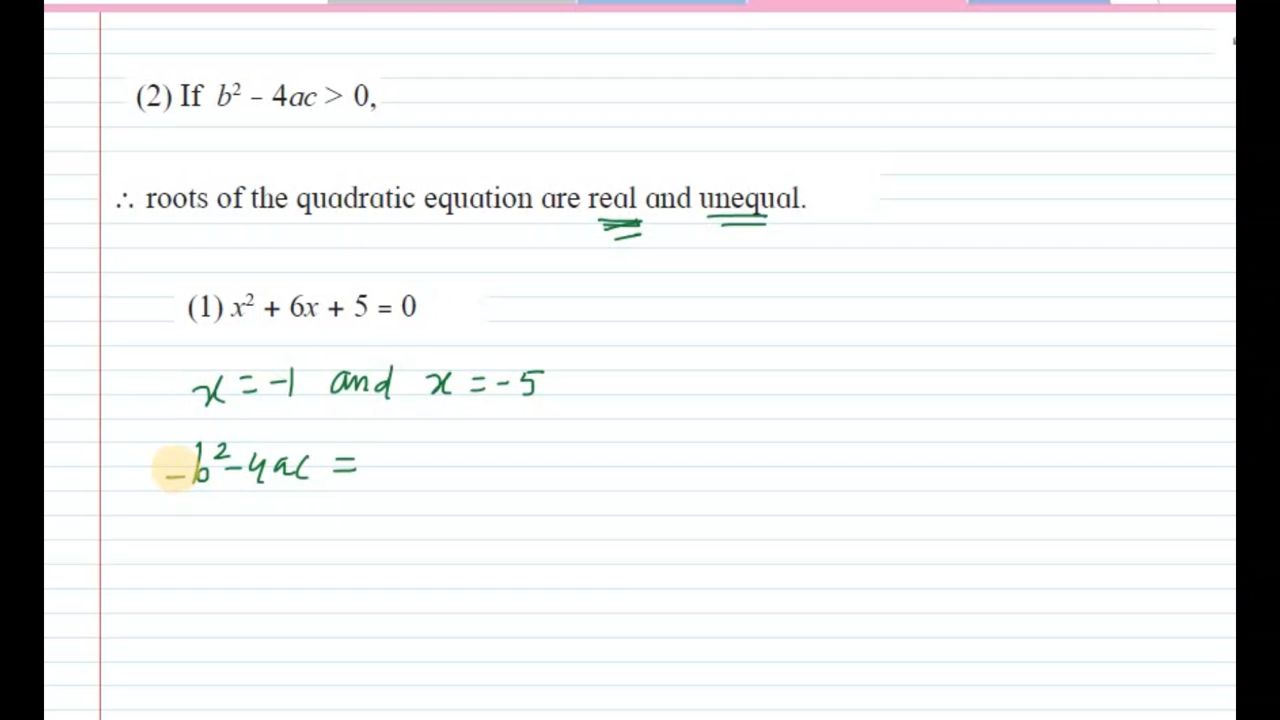 (2) If b² – 4ac > 0,
∴ roots of the quadratic equation are real and unequal.
(1) x² + 6x + 5 = 0
x = -1 and x = -5
- b² - 4ac =